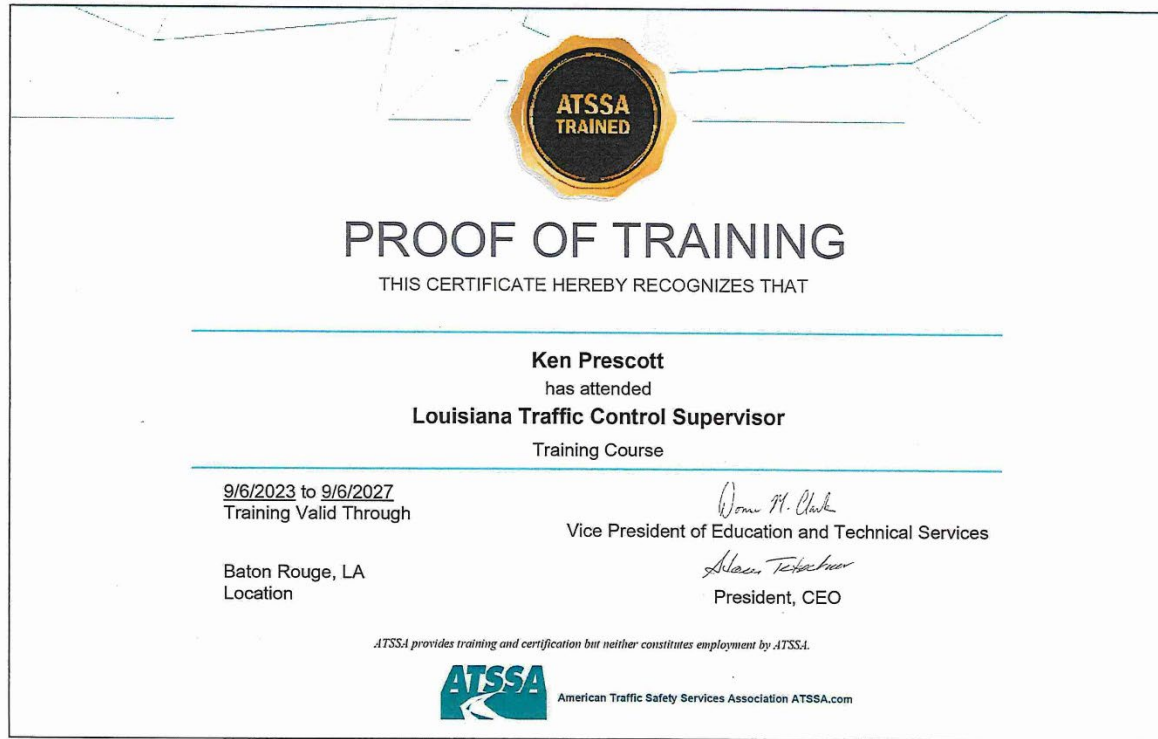 ATSSA
TRAINED
PROOF OF TRAINING
THIS CERTIFICATE HEREBY RECOGNIZES THAT
Ken Prescott
has attended
Louisiana Traffic Control Supervisor
Training Course
9/6/2023 to 9/6/2027
Training Valid Through
Donna M. Clark
Vice President of Education and Technical Services
Baton Rouge, LA
Location
President, CEO
ATSSA provides training and certification but neither constitutes employment by ATSSA.
ATSSA
American Traffic Safety Services Association ATSSA.com